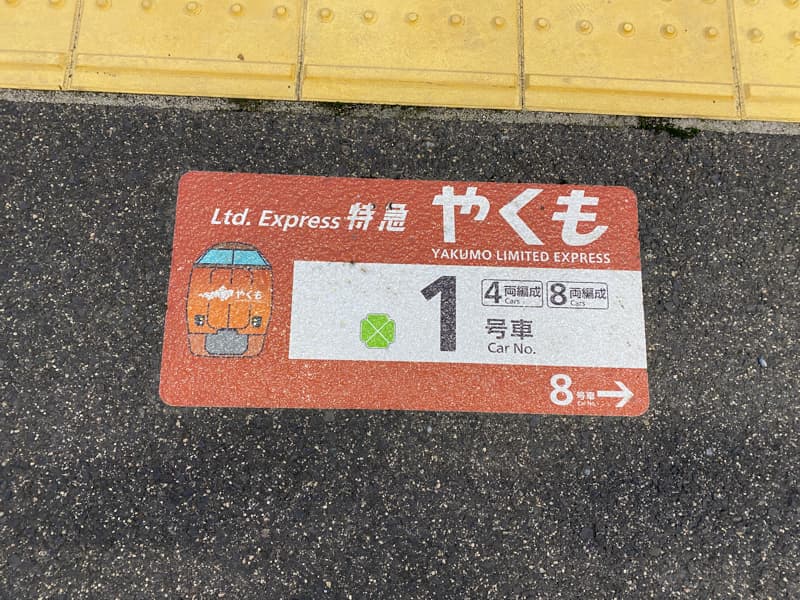 Ltd. Express 特急 やくも
YAKUMO LIMITED EXPRESS
やくも
1
号車
Car No.
4両編成
Cars
8両編成
Cars
8号車→
Car No.